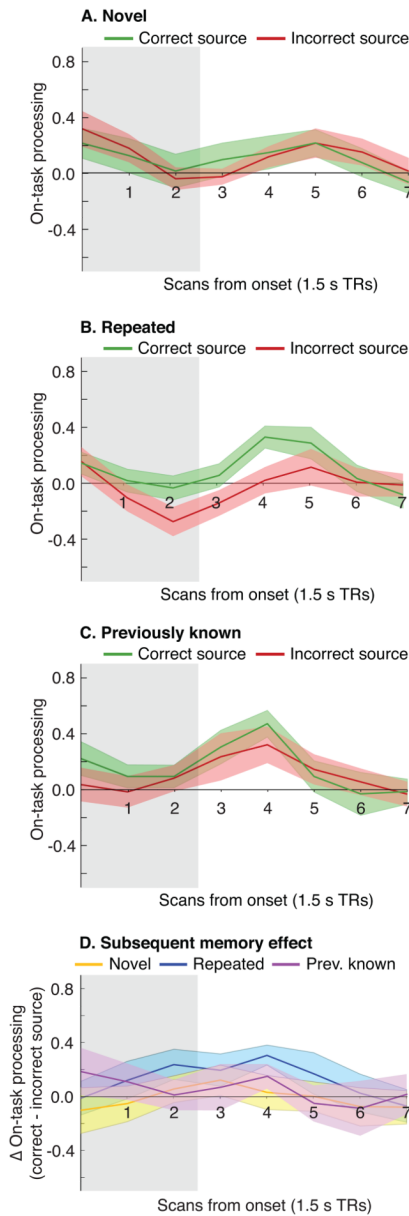 A. Novel
Correct source Incorrect source
On-task processing
0.8
0.4
0.0
-0.4
1 2 3 4 5 6 7
Scans from onset (1.5 s TRs)
B. Repeated
Correct source Incorrect source
On-task processing
0.8
0.4
0.0
-0.4
1 2 3 4 5 6 7
Scans from onset (1.5 s TRs)
C. Previously known
Correct source Incorrect source
On-task processing
0.8
0.4
0.0
-0.4
1 2 3 4 5 6 7
Scans from onset (1.5 s TRs)
D. Subsequent memory effect
Novel Repeated Prev. known
Δ On-task processing
(correct - incorrect source)
0.8
0.4
0.0
-0.4
1 2 3 4 5 6 7
Scans from onset (1.5 s TRs)